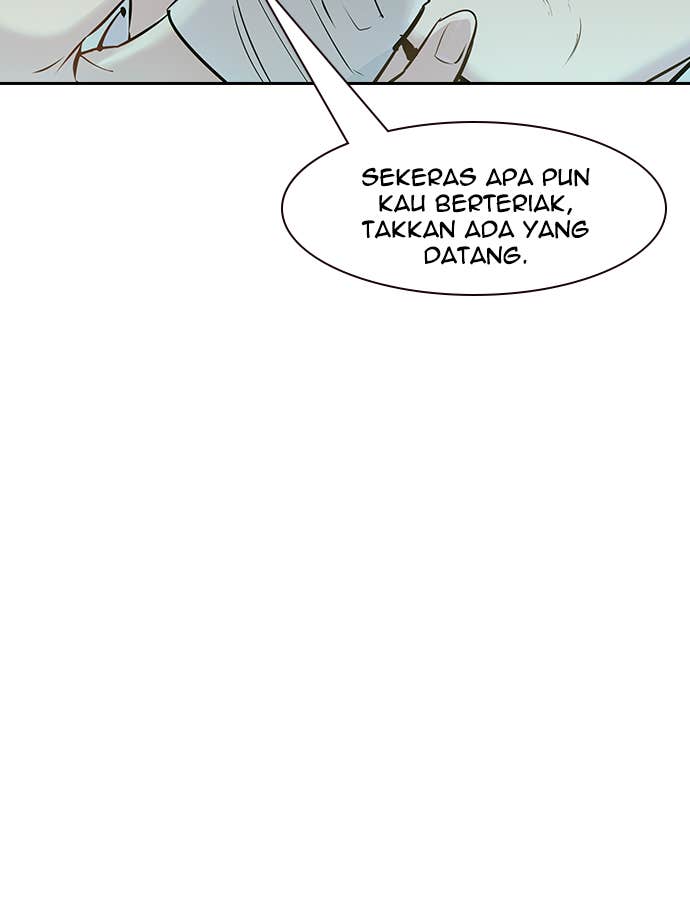 SEKERAS APA PUN
KAU BERTERIAK,
TAKKAN ADA YANG
DATANG.